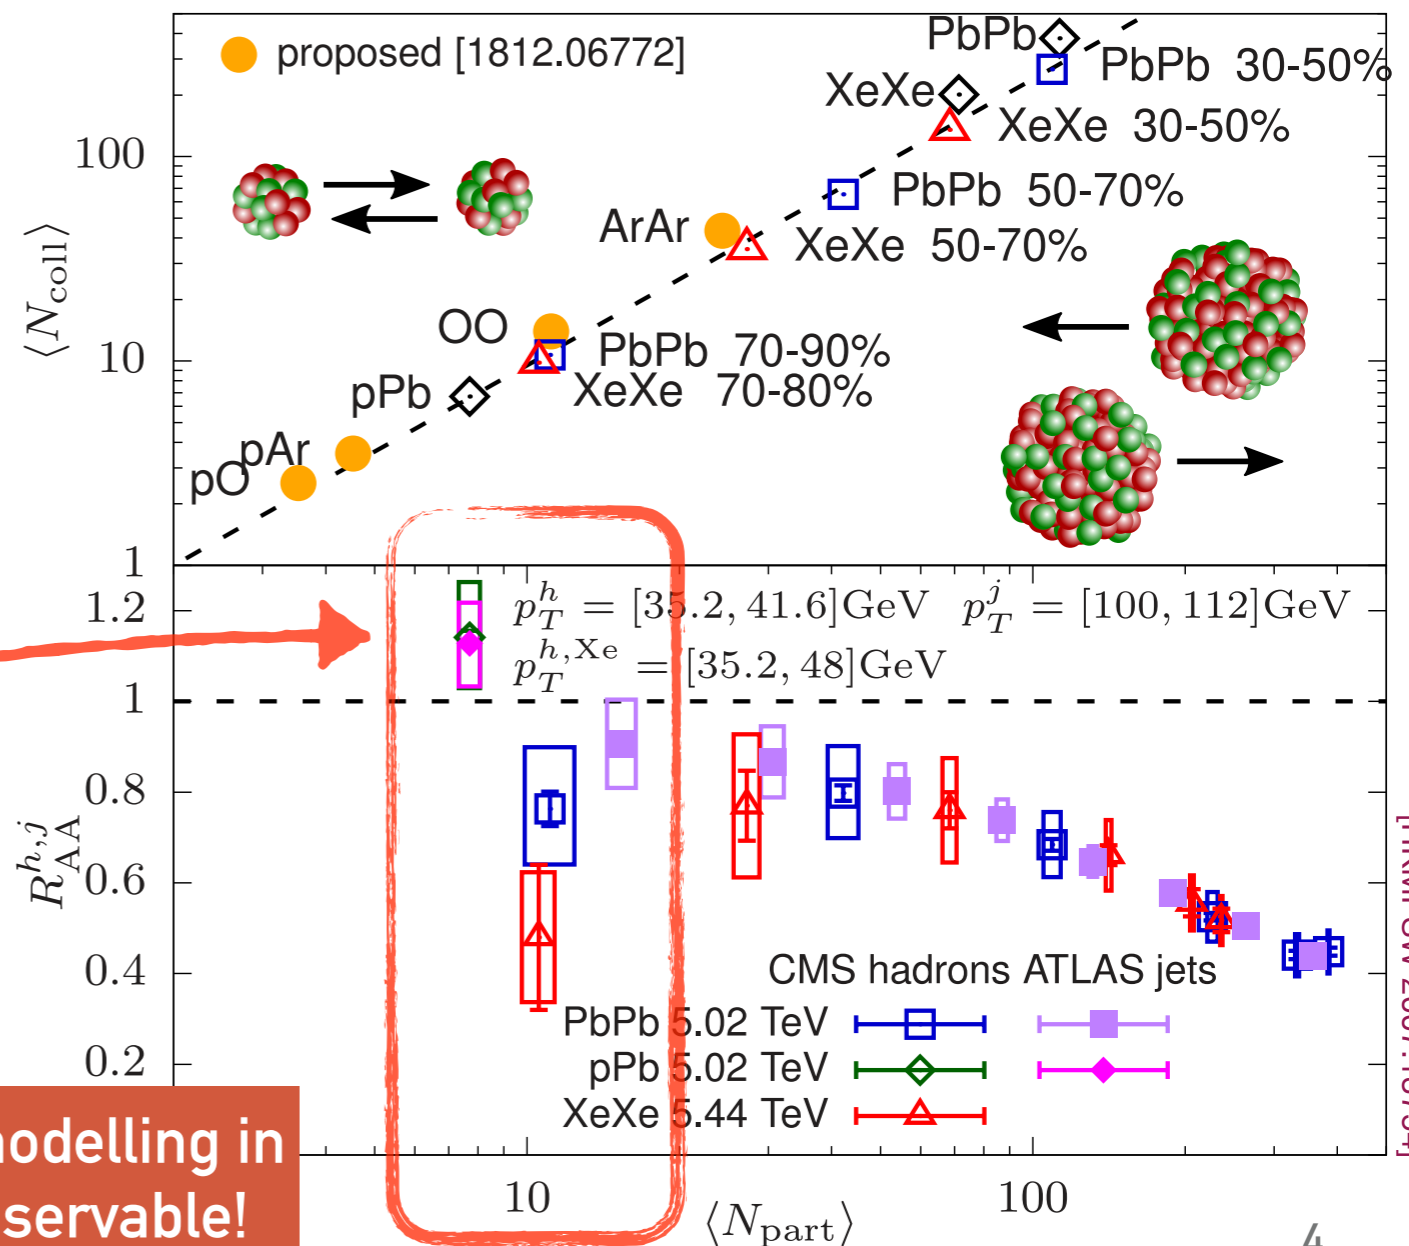 proposed [1812.06772]
PbPb
PbPb 30-50%
XeXe
XeXe 30-50%
100
PbPb 50-70%
ArAr
XeXe 50-70%
⟨N_coll⟩
OO
10
PbPb 70-90%
XeXe 70-80%
pPb
pAr
pO
1
1.2
p_T^h = [35.2, 41.6]GeV p_T^j = [100, 112]GeV
p_T^{h,Xe} = [35.2, 48]GeV
1
0.8
R_AA^{h,j}
0.6
0.4
CMS hadrons ATLAS jets
PbPb 5.02 TeV
0.2
pPb 5.02 TeV
XeXe 5.44 TeV
modelling in
servable!
10
100
⟨N_part⟩
4